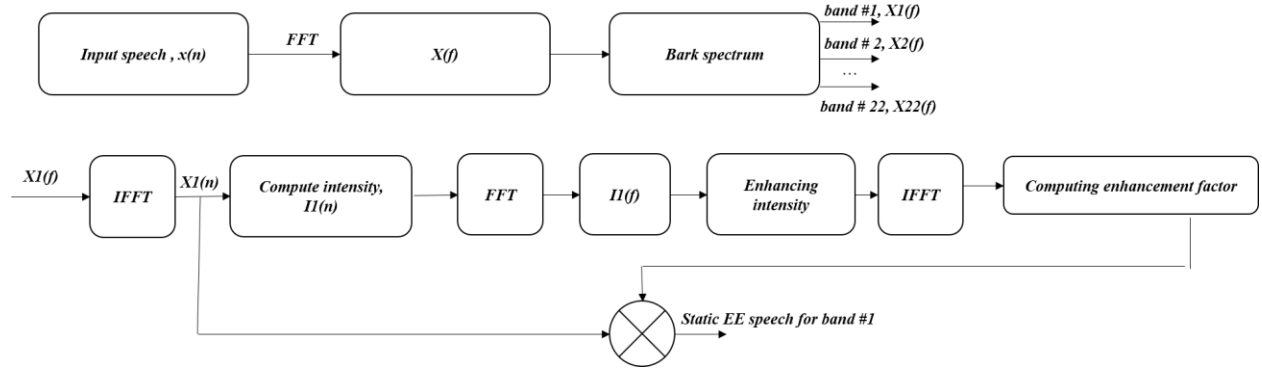 band #1, X1(f)
Input speech , x(n)
FFT
X(f)
Bark spectrum
band # 2, X2(f)
...
band # 22, X22(f)
X1(f)
IFFT
X1(n)
Compute intensity,
I1(n)
FFT
I1(f)
Enhancing
intensity
IFFT
Computing enhancement factor
Static EE speech for band #1